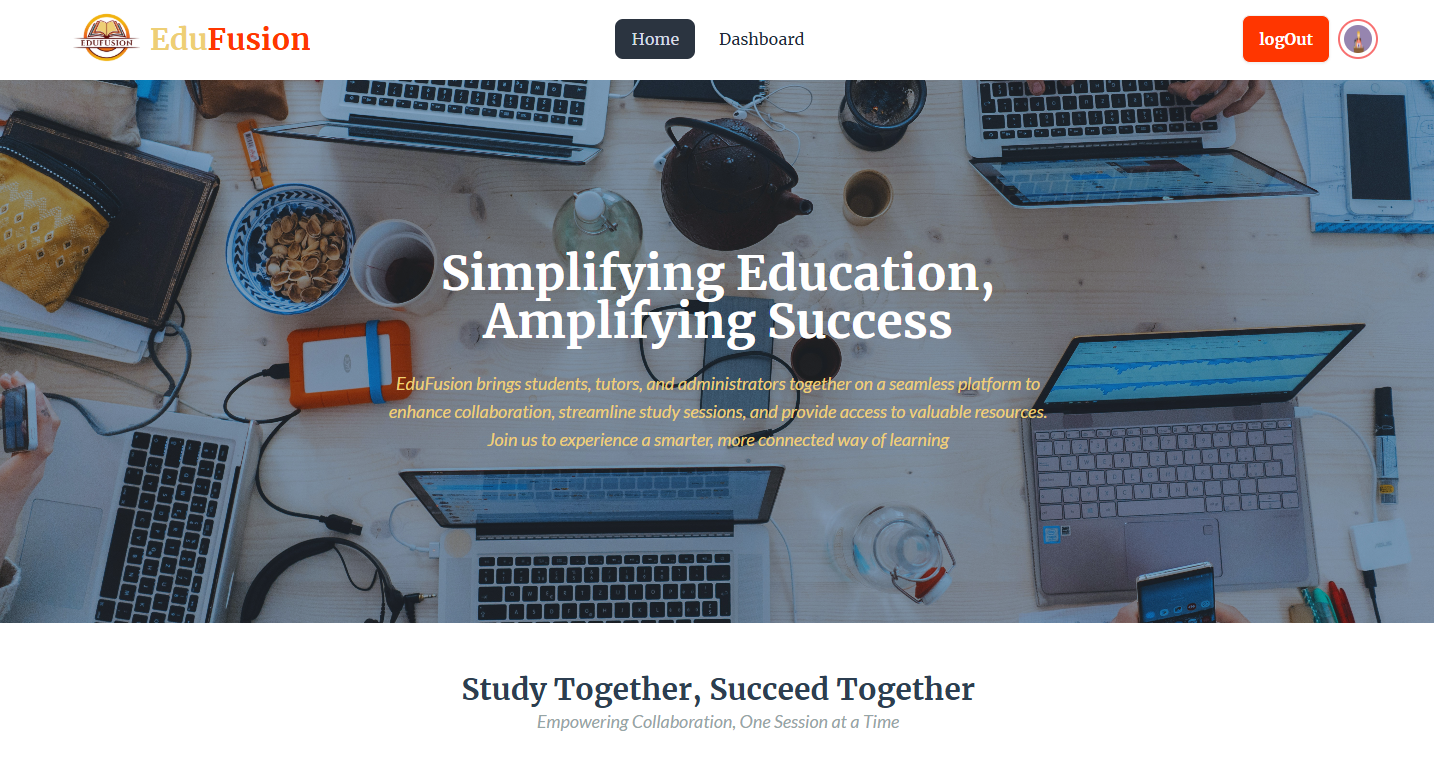 EDUFUSION
EduFusion
Home
Dashboard
logOut
Simplifying Education,
Amplifying Success
EduFusion brings students, tutors, and administrators together on a seamless platform to
enhance collaboration, streamline study sessions, and provide access to valuable resources.
Join us to experience a smarter, more connected way of learning
Study Together, Succeed Together
Empowering Collaboration, One Session at a Time